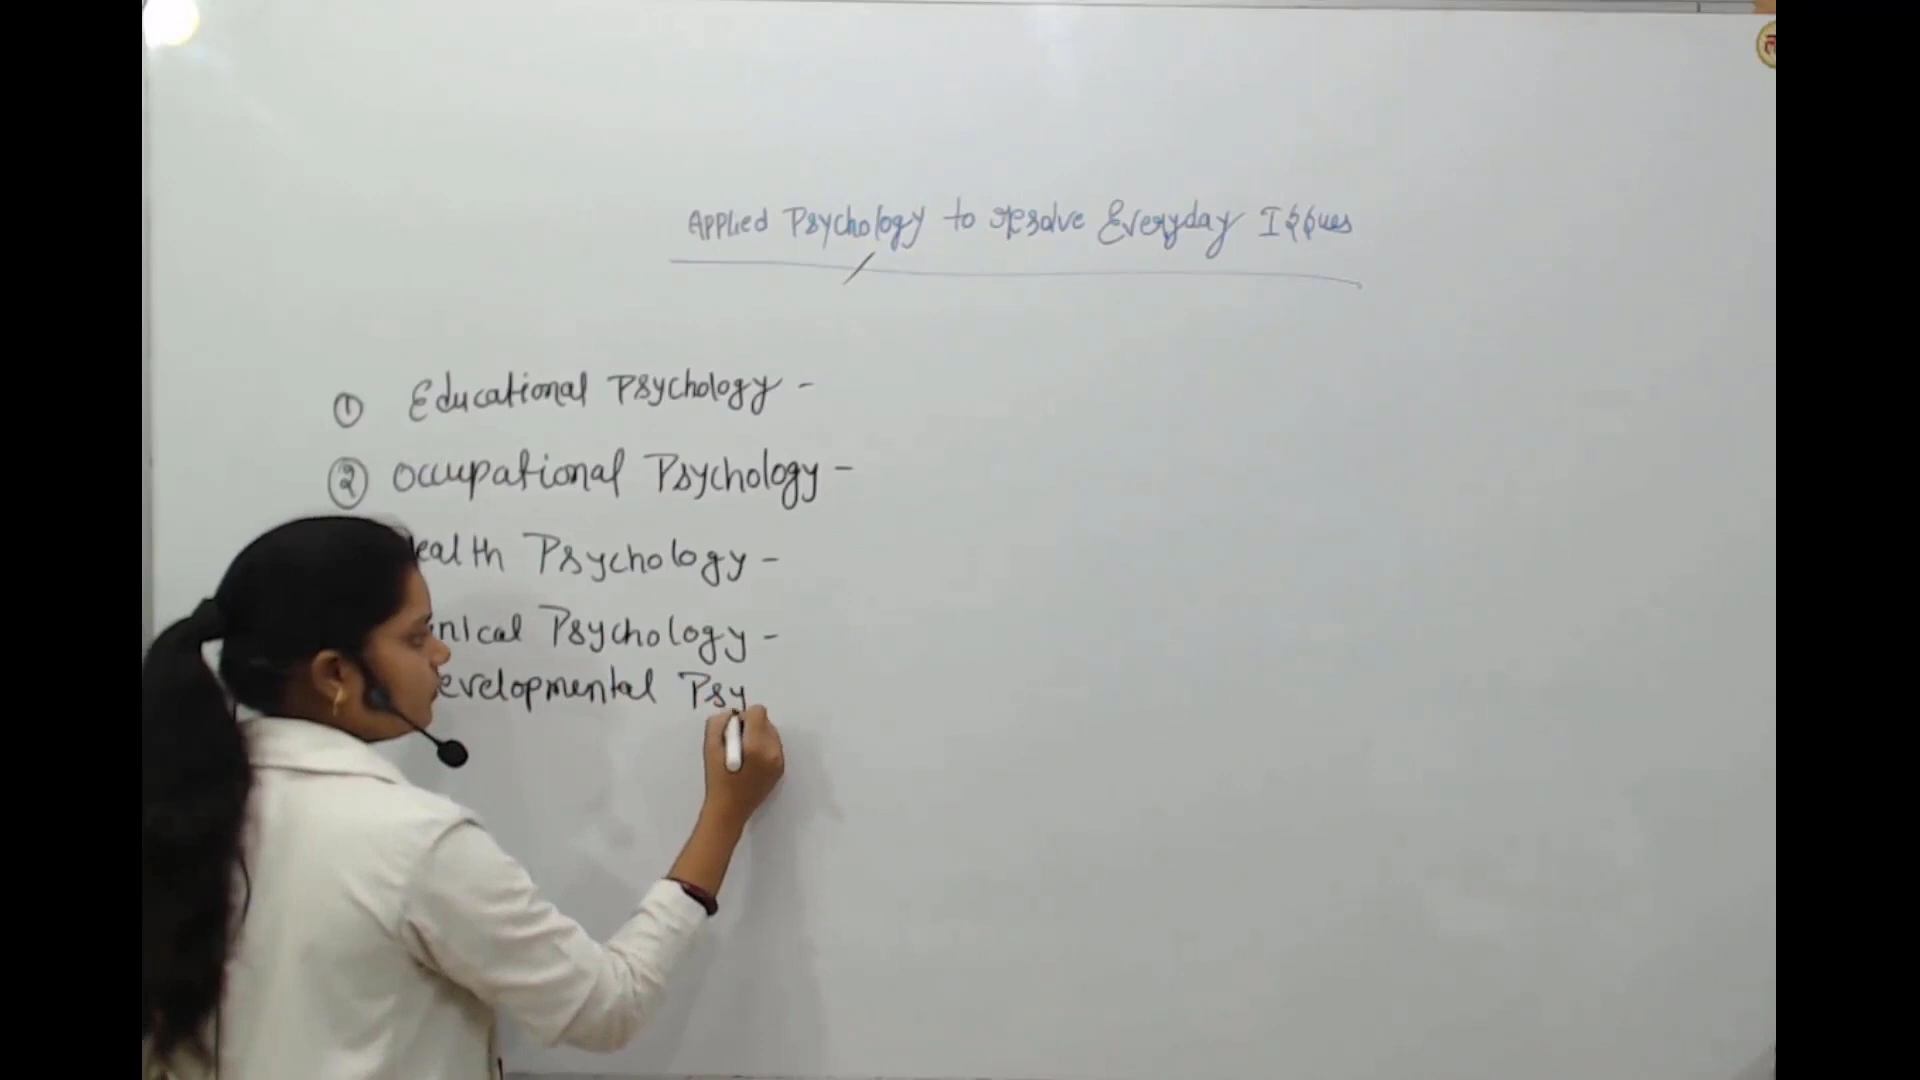 Applied Psychology to resolve Everyday Issues
① Educational Psychology -
② Occupational Psychology -
ealth Psychology -
nical Psychology -
evelopmental Psy